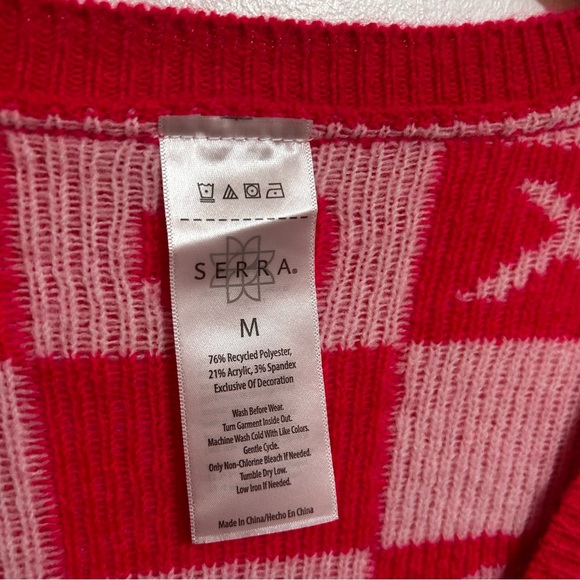 SERRA®
M
76% Recycled Polyester,
21% Acrylic, 3% Spandex
Exclusive Of Decoration
Wash Before Wear.
Turn Garment Inside Out.
Machine Wash Cold With Like Colors.
Gentle Cycle.
Only Non-Chlorine Bleach If Needed.
Tumble Dry Low.
Low Iron If Needed.
Made In China/Hecho En China